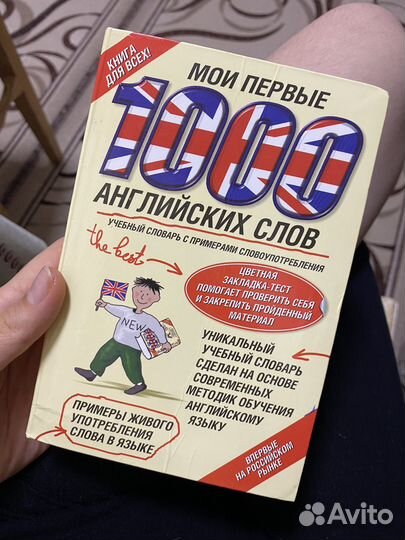 КНИГА
ДЛЯ ВСЕХ!
МОИ ПЕРВЫЕ
1000
АНГЛИЙСКИХ СЛОВ
УЧЕБНЫЙ СЛОВАРЬ С ПРИМЕРАМИ СЛОВОУПОТРЕБЛЕНИЯ
the best
ЦВЕТНАЯ
ЗАКЛАДКА-ТЕСТ
ПОМОГАЕТ ПРОВЕРИТЬ СЕБЯ
И ЗАКРЕПИТЬ ПРОЙДЕННЫЙ
МАТЕРИАЛ
NEW
УНИКАЛЬНЫЙ
УЧЕБНЫЙ СЛОВАРЬ
СДЕЛАН НА ОСНОВЕ
СОВРЕМЕННЫХ
МЕТОДИК ОБУЧЕНИЯ
АНГЛИЙСКОМУ
ЯЗЫКУ
ПРИМЕРЫ ЖИВОГО
УПОТРЕБЛЕНИЯ
СЛОВА В ЯЗЫКЕ
ВПЕРВЫЕ
НА РОССИЙСКОМ
РЫНКЕ
Avito